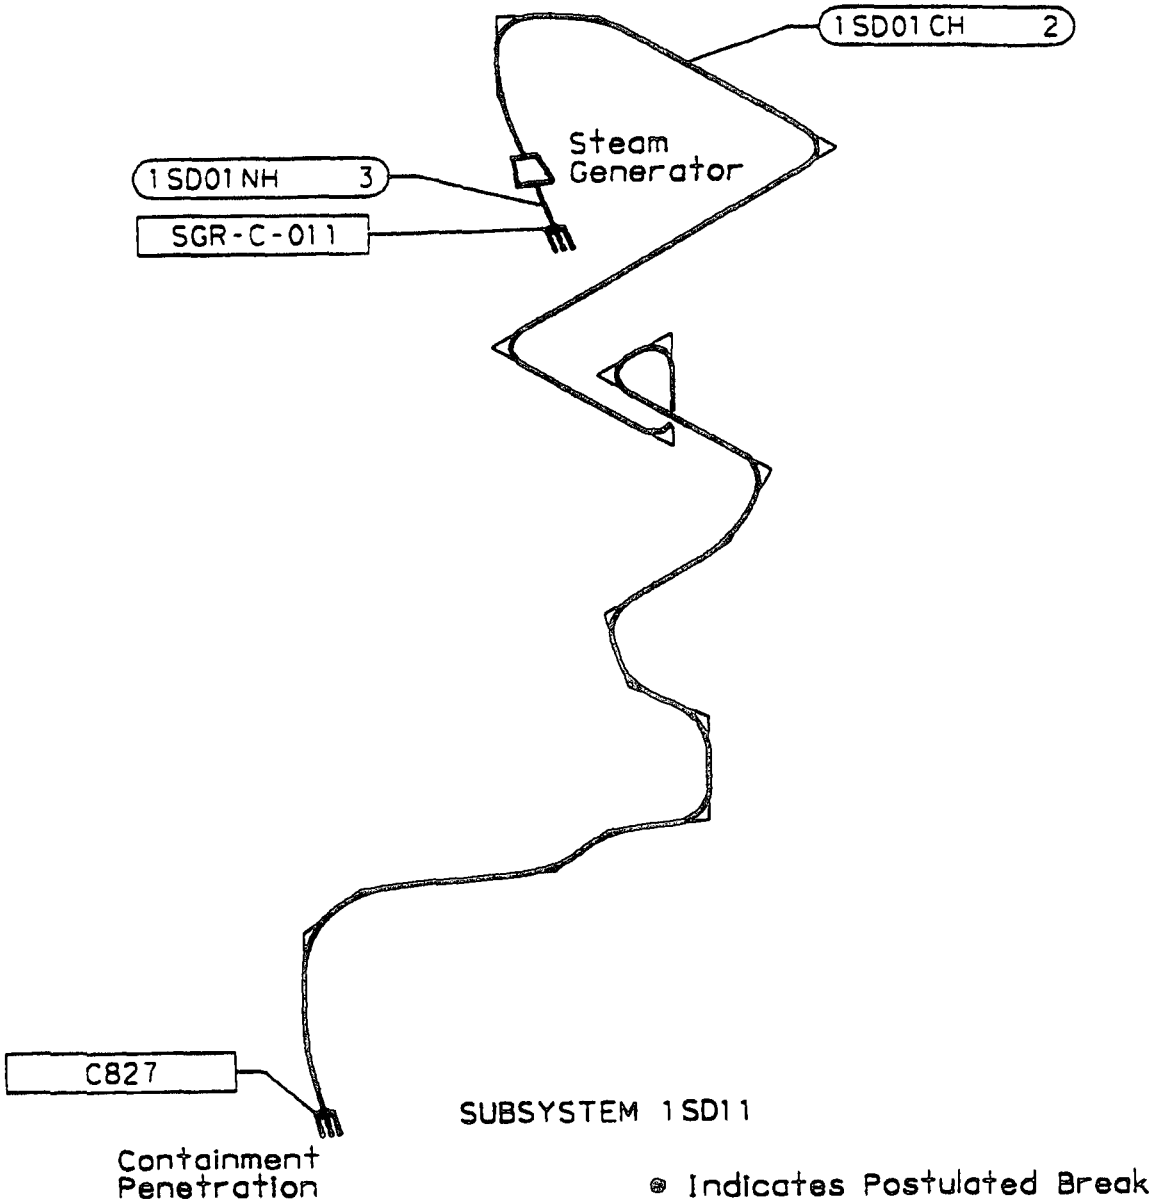 1SD01CH 2
Steam
Generator
1SD01NH 3
SGR-C-011
C827
SUBSYSTEM 1SD11
Containment
Penetration
Indicates Postulated Break